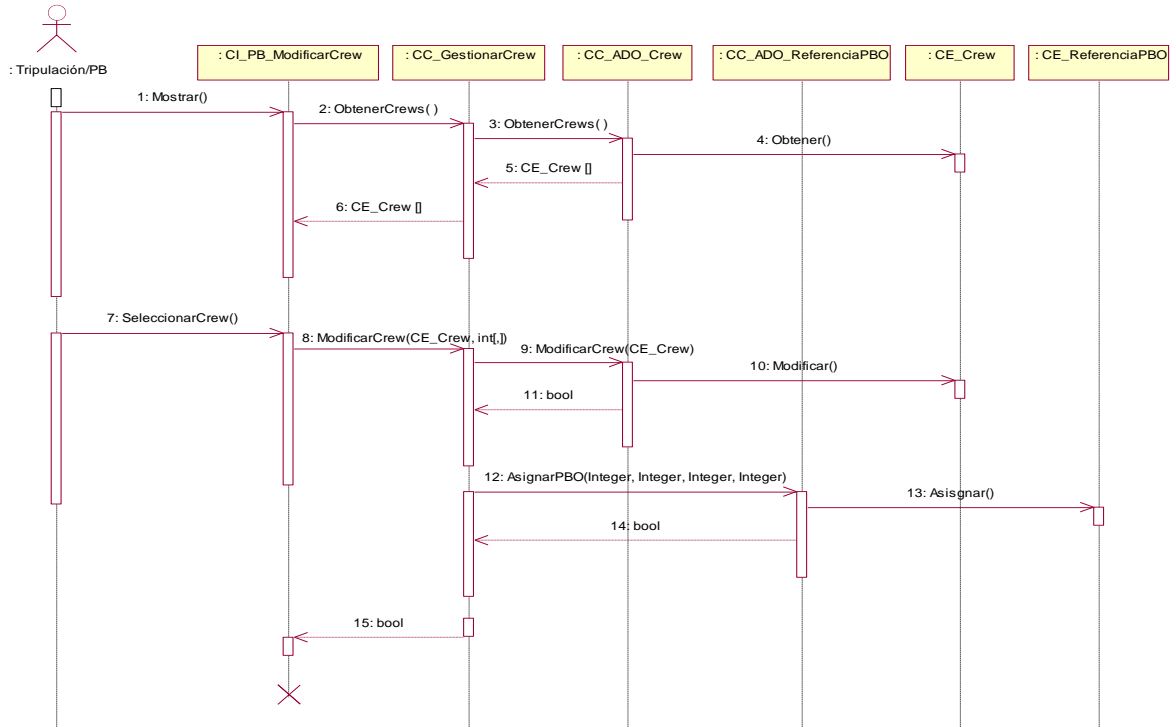 : Tripulación/PB
: CI_PB_ModificarCrew
: CC_GestionarCrew
: CC_ADO_Crew
: CC_ADO_ReferenciaPBO
: CE_Crew
: CE_ReferenciaPBO
1: Mostrar()
2: ObtenerCrews( )
3: ObtenerCrews( )
4: Obtener()
5: CE_Crew []
6: CE_Crew []
7: SeleccionarCrew()
8: ModificarCrew(CE_Crew, int[,])
9: ModificarCrew(CE_Crew)
10: Modificar()
11: bool
12: AsignarPBO(Integer, Integer, Integer, Integer)
13: Asisgnar()
14: bool
15: bool